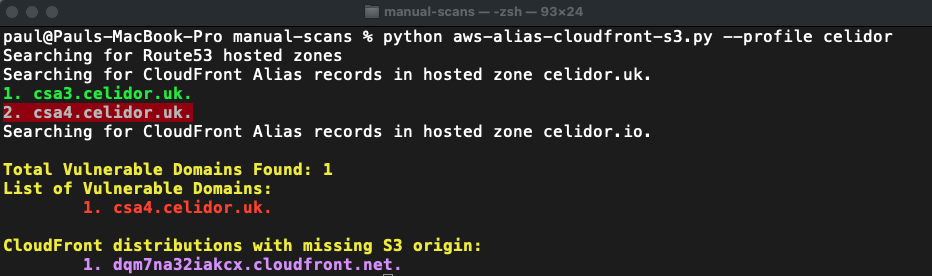 manual-scans — -zsh — 93×24
paul@Pauls-MacBook-Pro manual-scans % python aws-alias-cloudfront-s3.py --profile celidor
Searching for Route53 hosted zones
Searching for CloudFront Alias records in hosted zone celidor.uk.
1. csa3.celidor.uk.
2. csa4.celidor.uk.
Searching for CloudFront Alias records in hosted zone celidor.io.
Total Vulnerable Domains Found: 1
List of Vulnerable Domains:
1. csa4.celidor.uk.
CloudFront distributions with missing S3 origin:
1. dqm7na32iakcx.cloudfront.net.